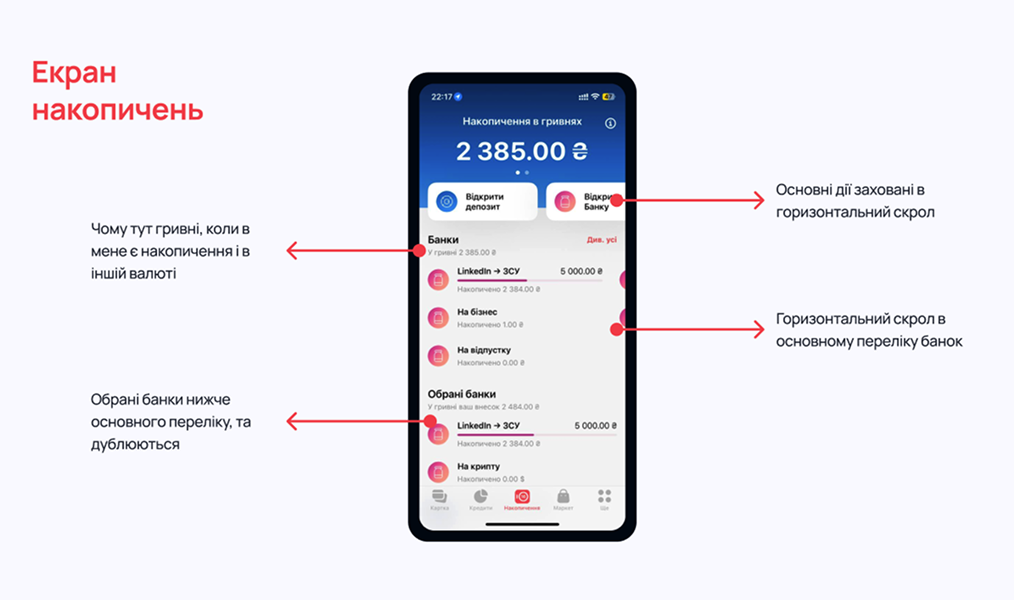 Екран
накопичень
22:17
47
Накопичення в гривнях
2 385.00 ₴
Відкрити
депозит
Відкри
Банку
Банки
Див. усі
У гривні 2 385.00 ₴
LinkedIn → ЗСУ
5 000.00 ₴
Накопичено 2 384.00 ₴
На бізнес
Накопичено 1.00 ₴
На відпустку
Накопичено 0.00 ₴
Обрані банки
У гривні ваш внесок 2 484.00 ₴
LinkedIn → ЗСУ
5 000.00 ₴
Накопичено 2 384.00 ₴
На крипту
Накопичено 0.00 $
Картка
Кредити
Накопичення
Маркет
Ще
Чому тут гривні, коли в
мене є накопичення і в
іншій валюті
Обрані банки нижче
основного переліку, та
дублюються
Основні дії заховані в
горизонтальний скрол
Горизонтальний скрол в
основному переліку банок